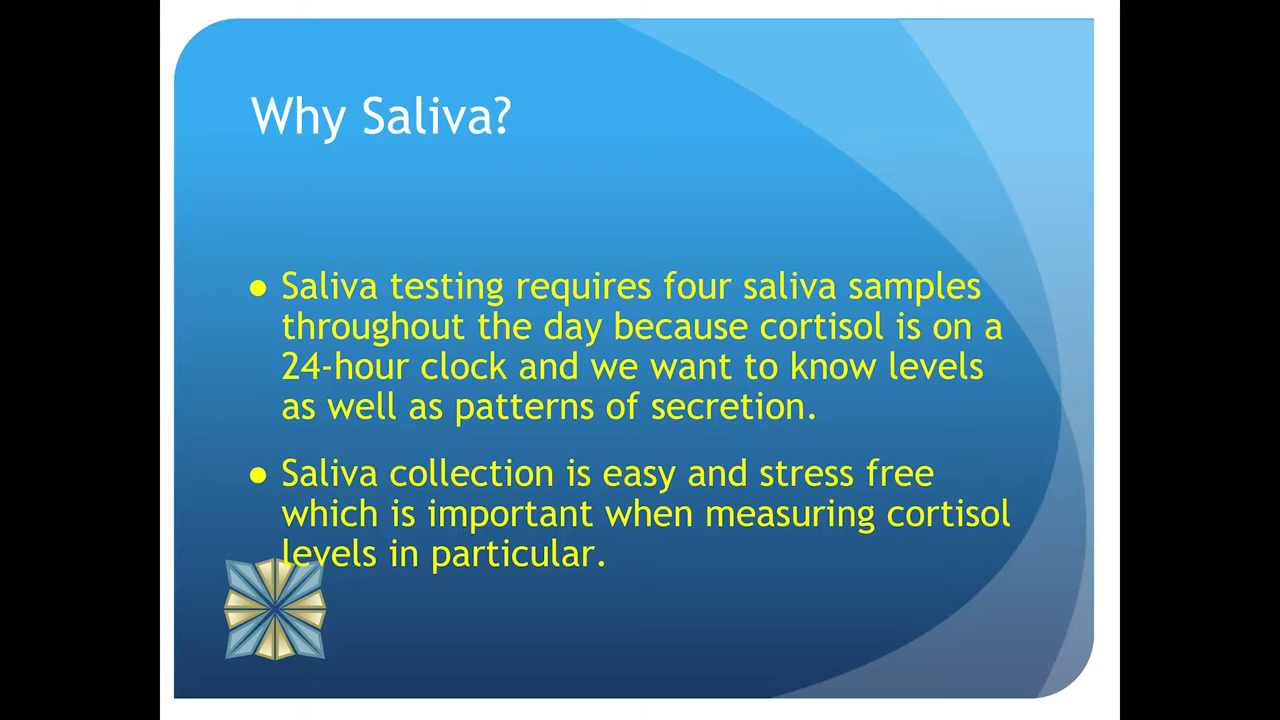 Why Saliva?
● Saliva testing requires four saliva samples
throughout the day because cortisol is on a
24-hour clock and we want to know levels
as well as patterns of secretion.
● Saliva collection is easy and stress free
which is important when measuring cortisol
levels in particular.